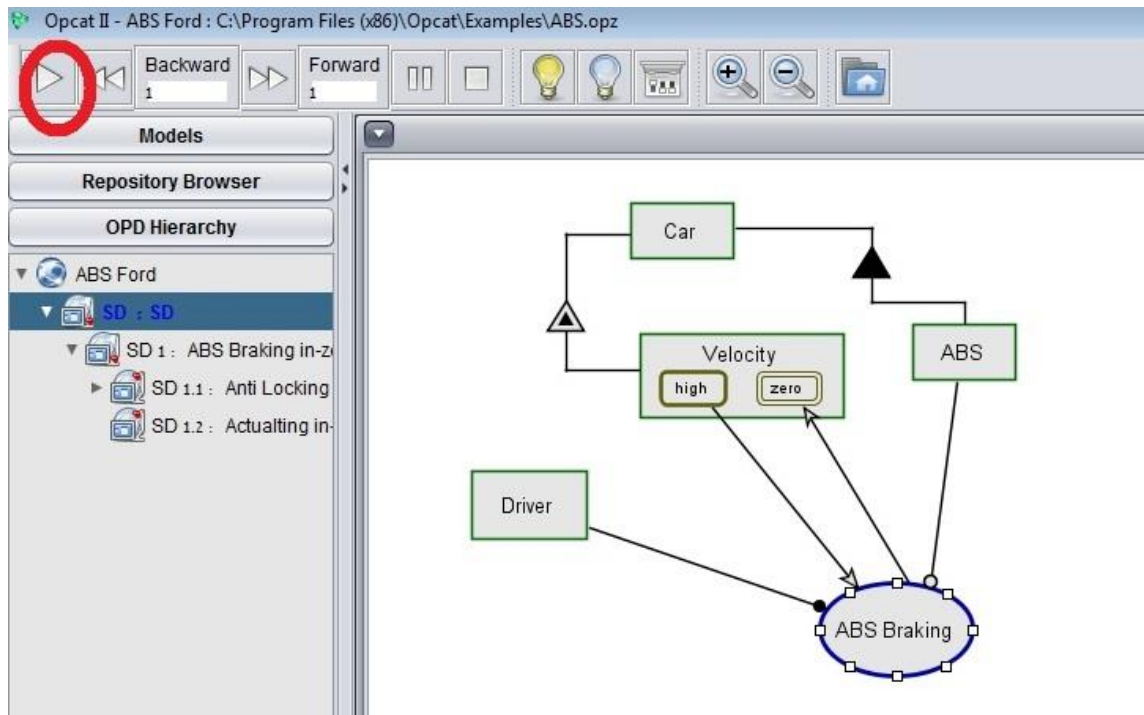 Opcat II - ABS Ford : C:\Program Files (x86)\Opcat\Examples\ABS.opz
Backward
1
Forward
1
Models
Repository Browser
OPD Hierarchy
ABS Ford
SD : SD
SD 1 : ABS Braking in-z
SD 1.1 : Anti Locking
SD 1.2 : Actualting in-
Car
Velocity
high
zero
ABS
Driver
ABS Braking